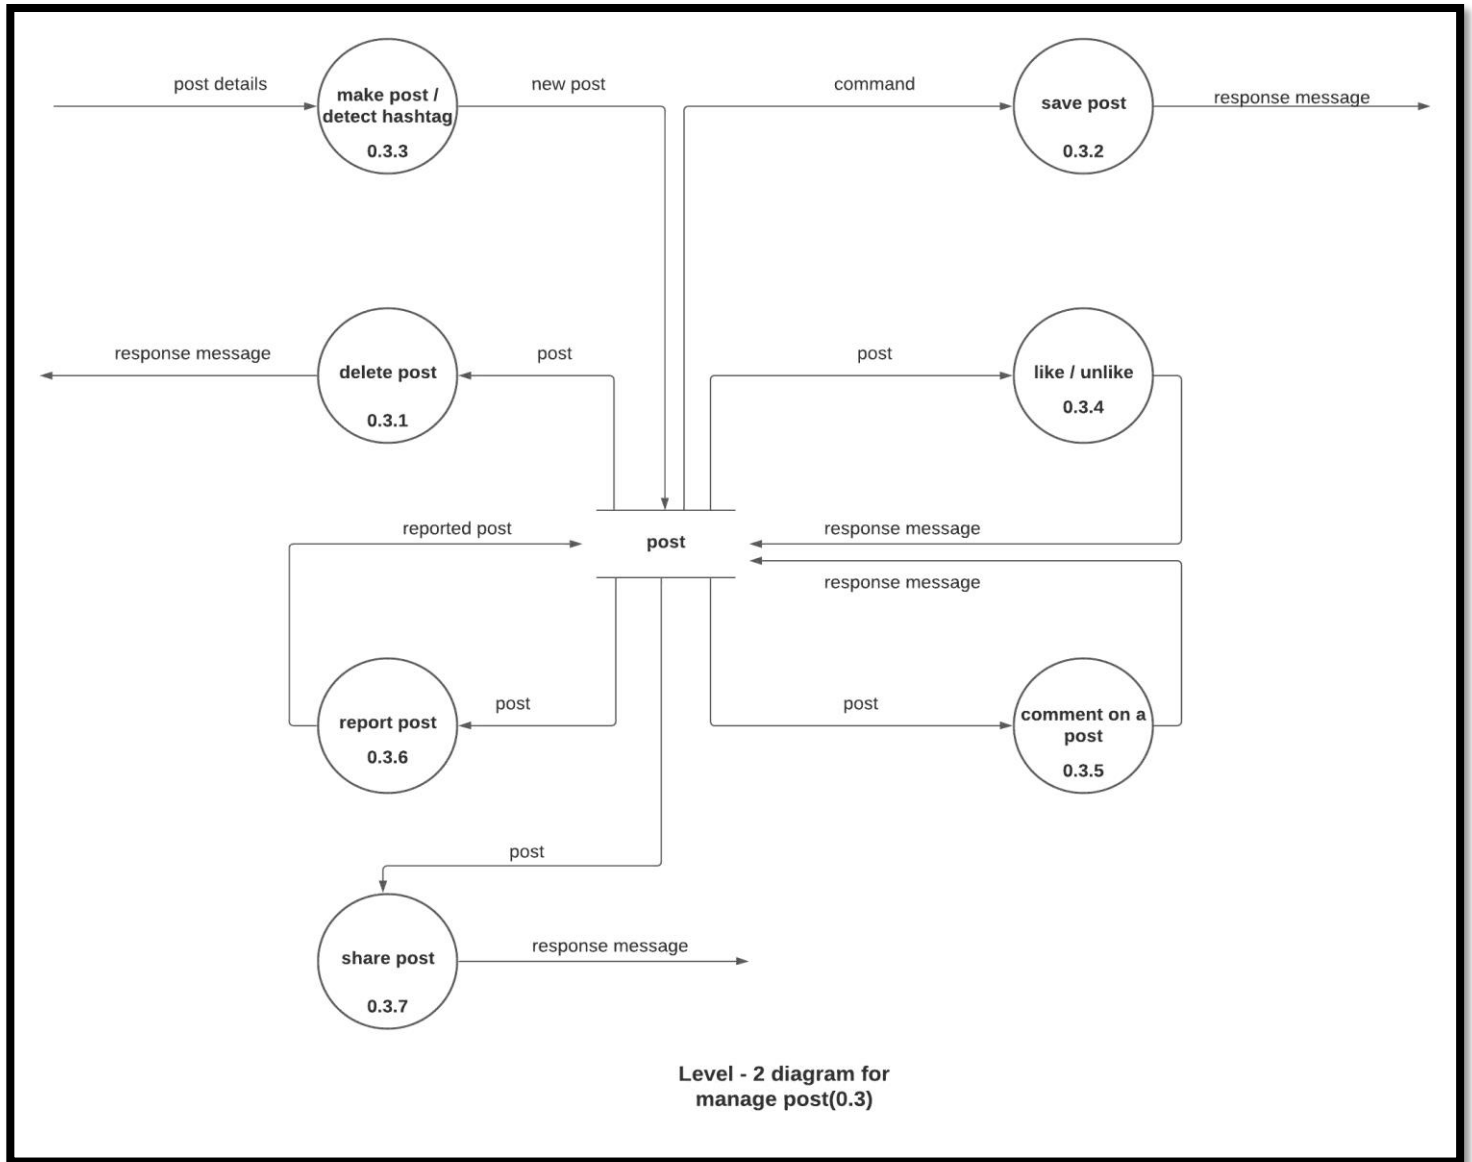 post details
make post /
detect hashtag
0.3.3
new post
command
save post
0.3.2
response message
response message
delete post
0.3.1
post
post
like / unlike
0.3.4
reported post
post
response message
response message
report post
0.3.6
post
post
comment on a
post
0.3.5
post
share post
0.3.7
response message
Level - 2 diagram for
manage post(0.3)